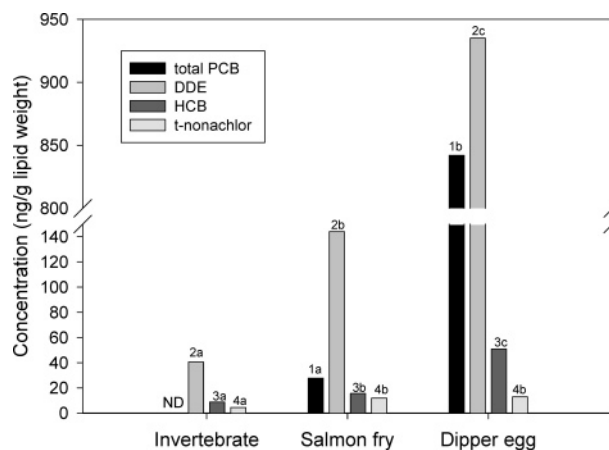 Concentration (ng/g lipid weight)
950
900
850
800
140
120
100
80
60
40
20
0
total PCB
DDE
HCB
t-nonachlor
ND
2a
3a
4a
1a
2b
3b
4b
1b
2c
3c
4b
Invertebrate Salmon fry Dipper egg